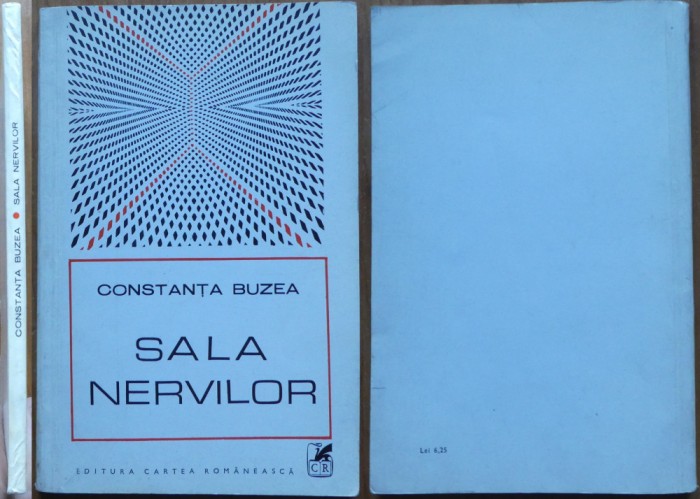 CONSTANȚA BUZEA • SALA NERVILOR
CONSTANȚA BUZEA
SALA
NERVILOR
EDITURA CARTEA ROMÂNEASCĂ
CR
Lei 6,25